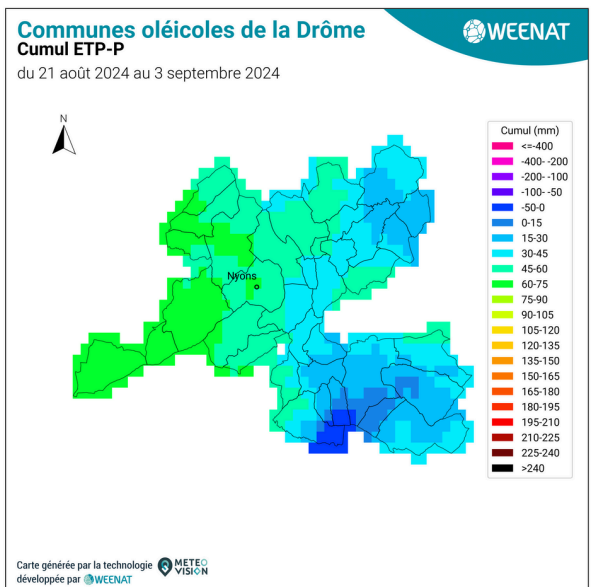 Communes oléicoles de la Drôme
Cumul ETP-P
du 21 août 2024 au 3 septembre 2024
WEENAT
N
Nyons
Cumul (mm)
<=-400
-400- -200
-200- -100
-100- -50
-50-0
0-15
15-30
30-45
45-60
60-75
75-90
90-105
105-120
120-135
135-150
150-165
165-180
180-195
195-210
210-225
225-240
>240
Carte générée par la technologie METEO VISION
développée par WEENAT